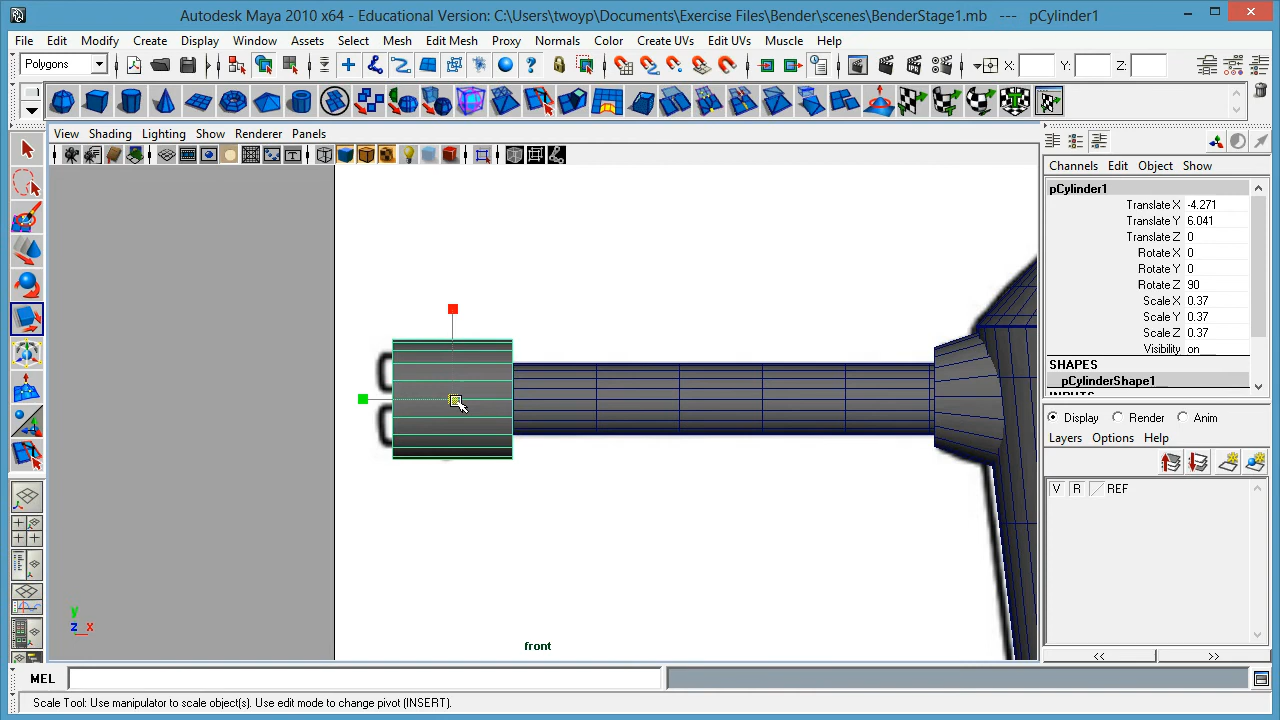 Autodesk Maya 2010 x64 - Educational Version: C:\Users\twoyp\Documents\Exercise Files\Bender\scenes\BenderStage1.mb --- pCylinder1
File Edit Modify Create Display Window Assets Select Mesh Edit Mesh Proxy Normals Color Create UVs Edit UVs Muscle Help
Polygons X: Y: Z:
View Shading Lighting Show Renderer Panels
Channels Edit Object Show
pCylinder1
Translate X -4.271
Translate Y 6.041
Translate Z 0
Rotate X 0
Rotate Y 0
Rotate Z 90
Scale X 0.37
Scale Y 0.37
Scale Z 0.37
Visibility on
SHAPES
pCylinderShape1
Display Render Anim
Layers Options Help
V R REF
y
z x
front
<< >>
MEL
Scale Tool: Use manipulator to scale object(s). Use edit mode to change pivot (INSERT).